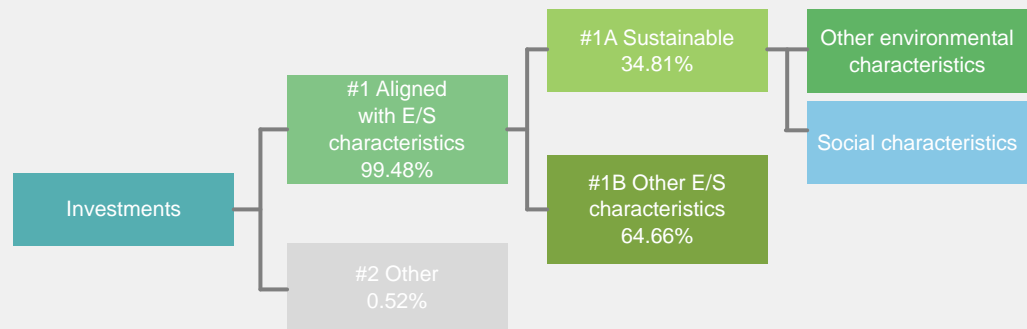 Investments
#1 Aligned
with E/S
characteristics
99.48%
#2 Other
0.52%
#1A Sustainable
34.81%
#1B Other E/S
characteristics
64.66%
Other environmental
characteristics
Social characteristics